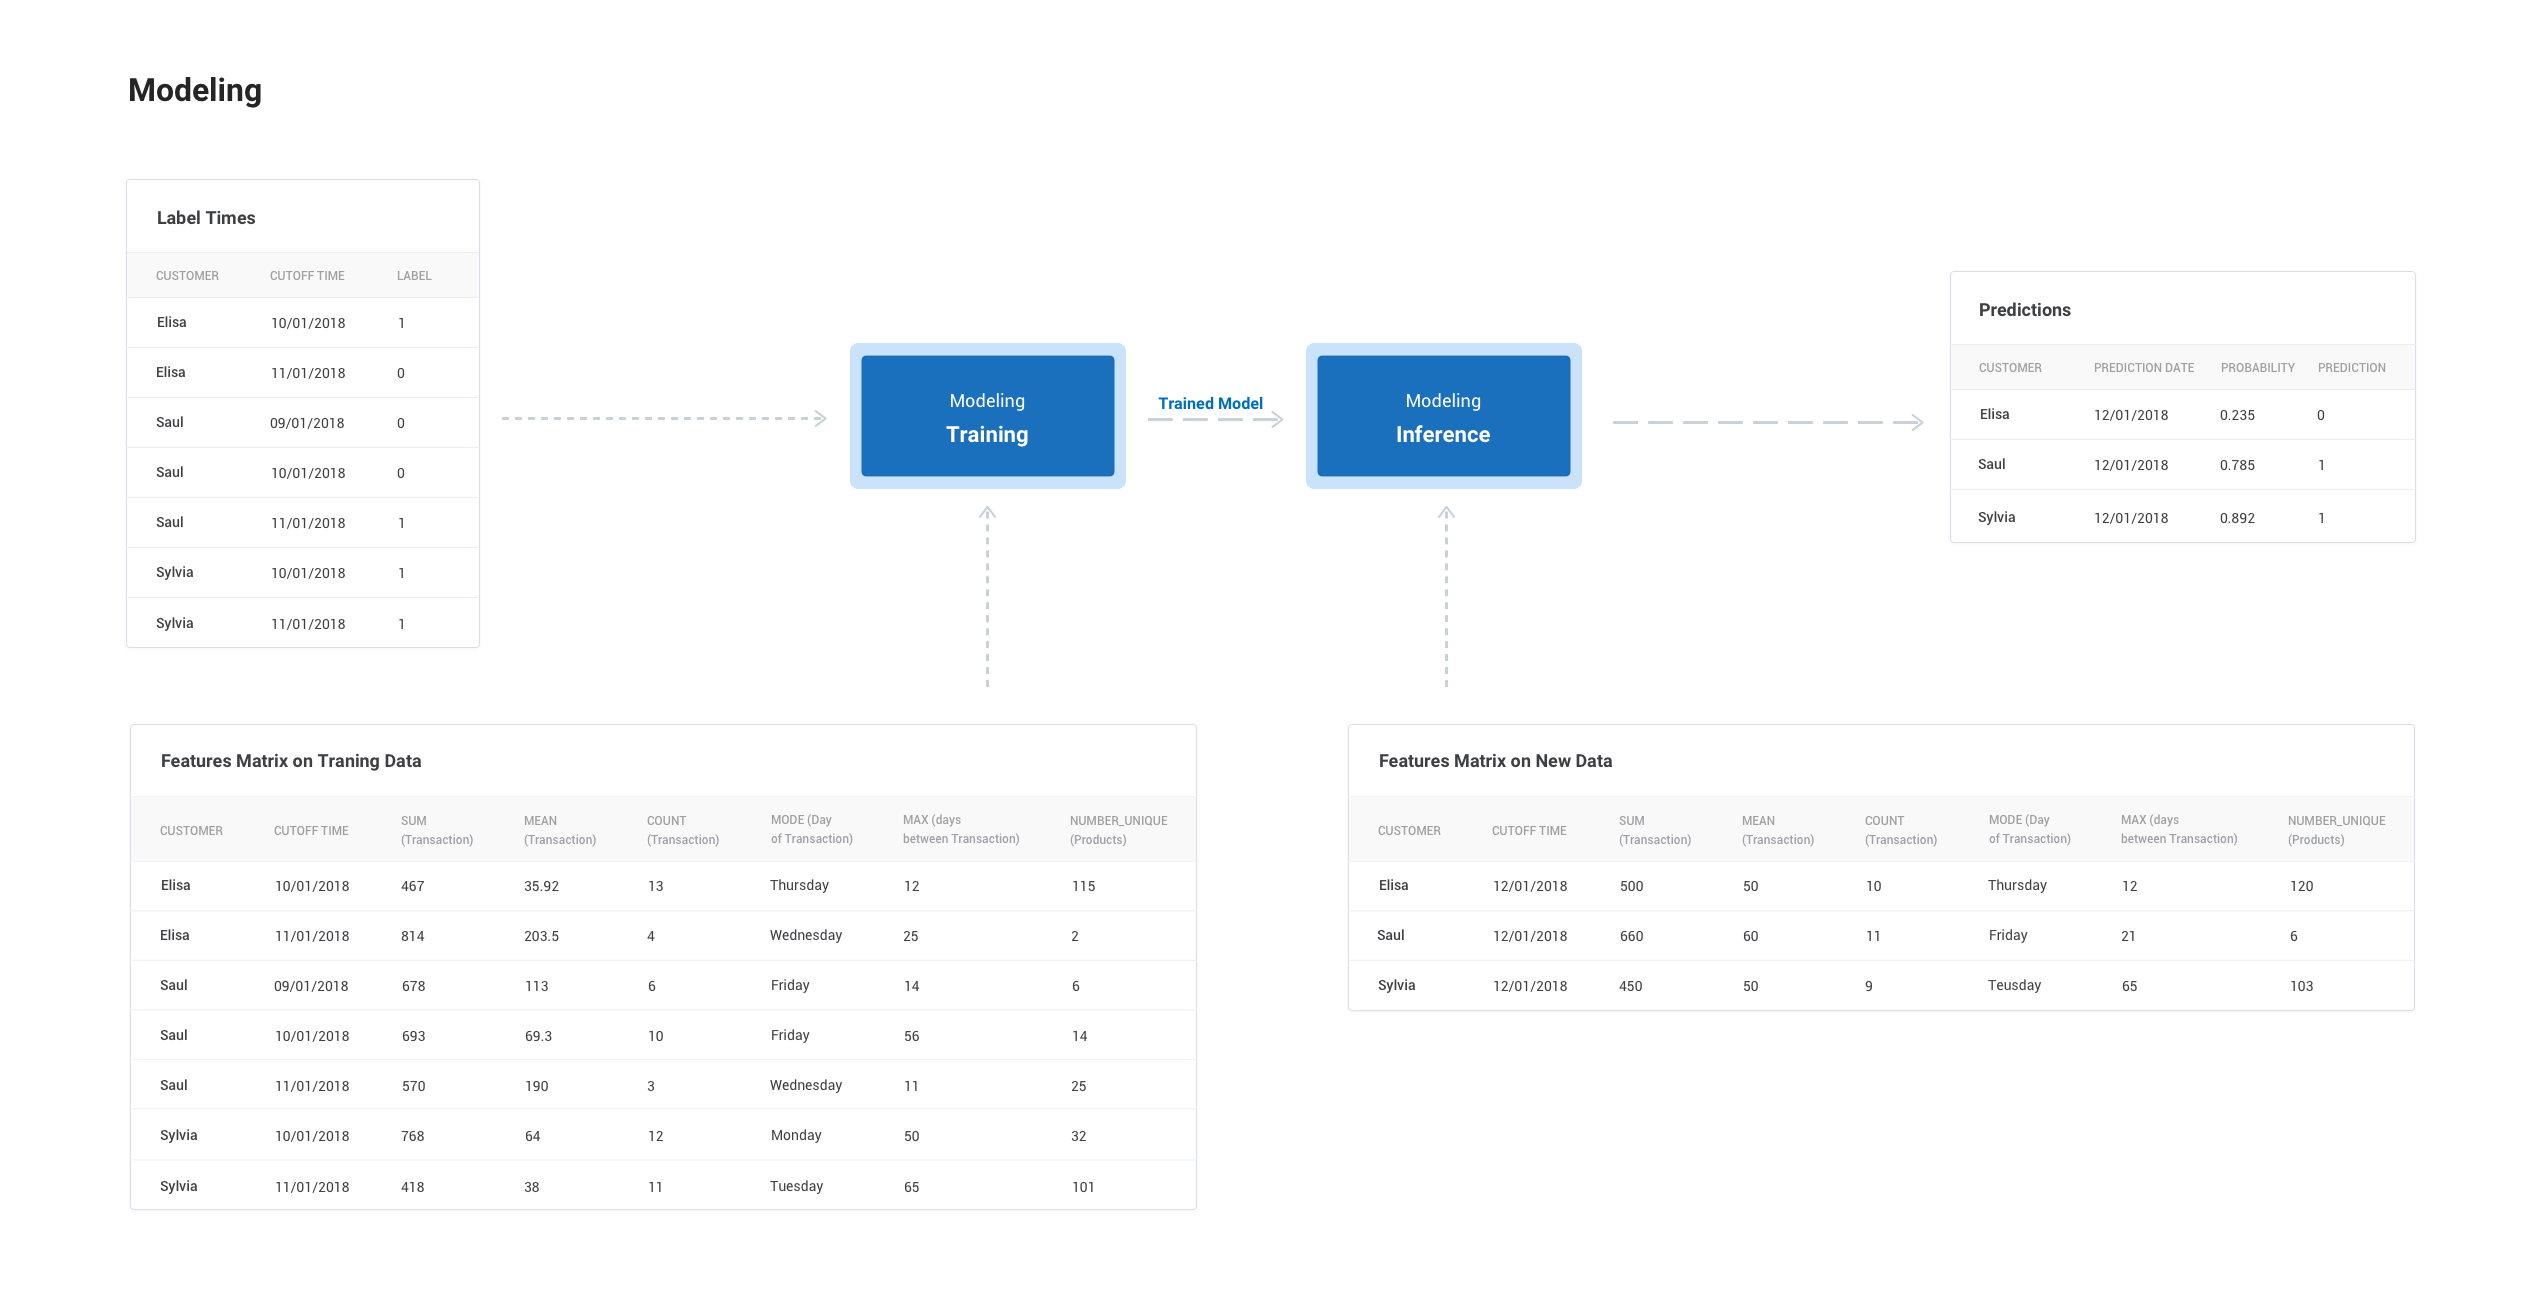 Modeling
Label Times
CUSTOMER CUTOFF TIME LABEL
Elisa 10/01/2018 1
Elisa 11/01/2018 0
Saul 09/01/2018 0
Saul 10/01/2018 0
Saul 11/01/2018 1
Sylvia 10/01/2018 1
Sylvia 11/01/2018 1
Modeling
Training
Trained Model
Modeling
Inference
Predictions
CUSTOMER PREDICTION DATE PROBABILITY PREDICTION
Elisa 12/01/2018 0.235 0
Saul 12/01/2018 0.785 1
Sylvia 12/01/2018 0.892 1
Features Matrix on Traning Data
CUSTOMER CUTOFF TIME SUM (Transaction) MEAN (Transaction) COUNT (Transaction) MODE (Day of Transaction) MAX (days between Transaction) NUMBER_UNIQUE (Products)
Elisa 10/01/2018 467 35.92 13 Thursday 12 115
Elisa 11/01/2018 814 203.5 4 Wednesday 25 2
Saul 09/01/2018 678 113 6 Friday 14 6
Saul 10/01/2018 693 69.3 10 Friday 56 14
Saul 11/01/2018 570 190 3 Wednesday 11 25
Sylvia 10/01/2018 768 64 12 Monday 50 32
Sylvia 11/01/2018 418 38 11 Tuesday 65 101
Features Matrix on New Data
CUSTOMER CUTOFF TIME SUM (Transaction) MEAN (Transaction) COUNT (Transaction) MODE (Day of Transaction) MAX (days between Transaction) NUMBER_UNIQUE (Products)
Elisa 12/01/2018 500 50 10 Thursday 12 120
Saul 12/01/2018 660 60 11 Friday 21 6
Sylvia 12/01/2018 450 50 9 Teusday 65 103